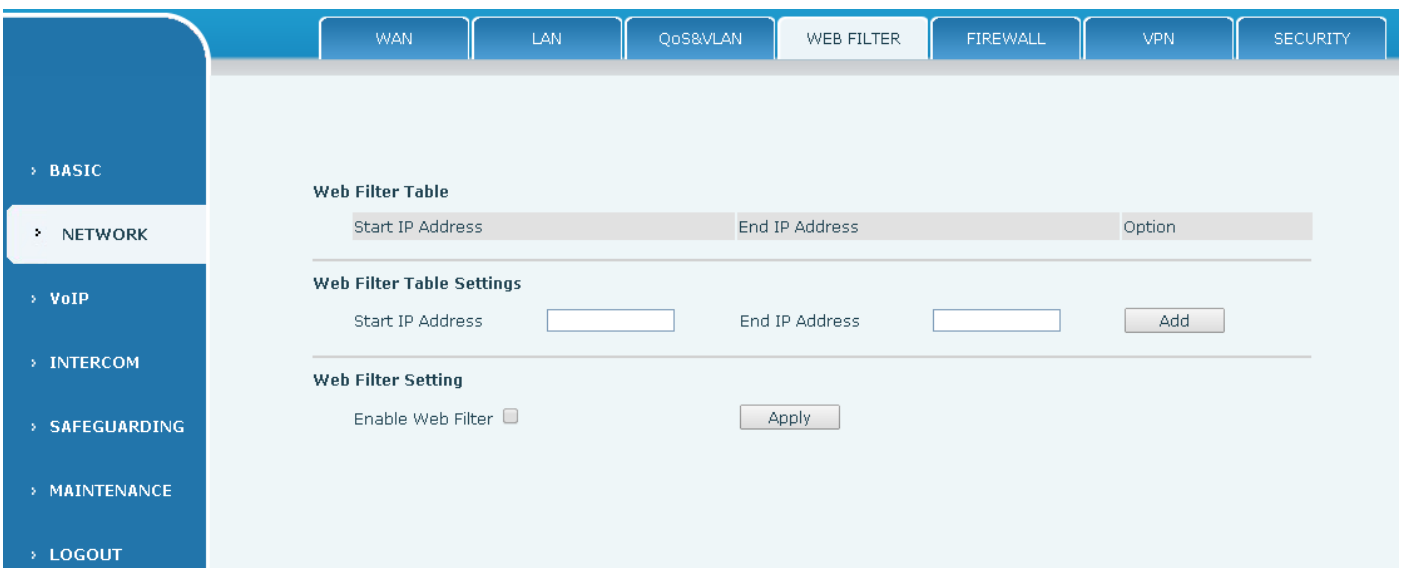 WAN LAN QoS&VLAN WEB FILTER FIREWALL VPN SECURITY
› BASIC
› NETWORK
› VoIP
› INTERCOM
› SAFEGUARDING
› MAINTENANCE
› LOGOUT
Web Filter Table
Start IP Address End IP Address Option
Web Filter Table Settings
Start IP Address End IP Address Add
Web Filter Setting
Enable Web Filter Apply